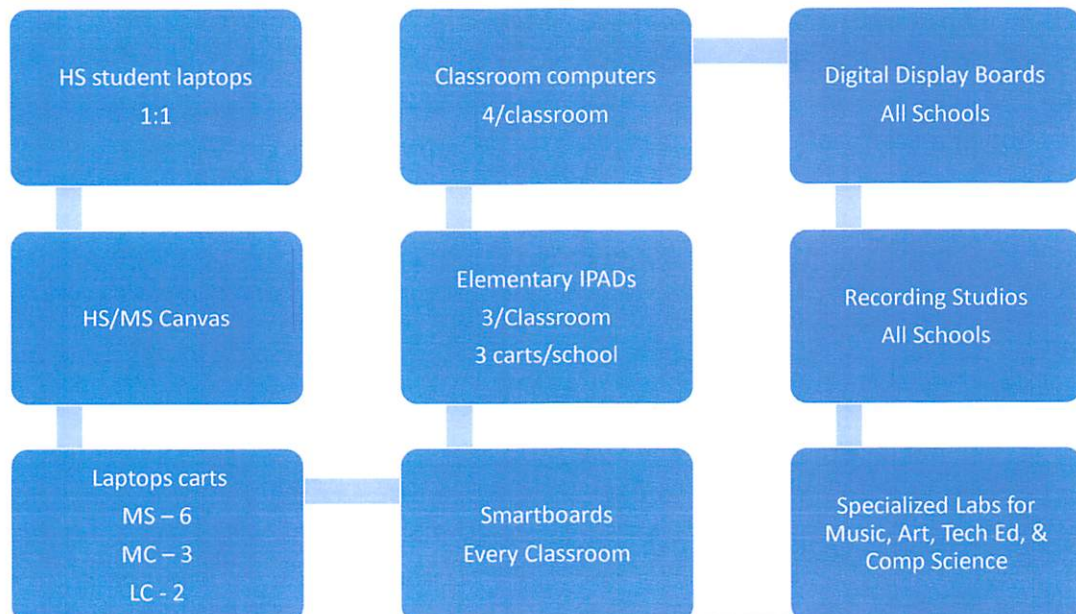 HS student laptops
1:1
HS/MS Canvas
Laptops carts
MS – 6
MC – 3
LC - 2
Smartboards
Every Classroom
Elementary IPADs
3/Classroom
3 carts/school
Classroom computers
4/classroom
Digital Display Boards
All Schools
Recording Studios
All Schools
Specialized Labs for
Music, Art, Tech Ed, &
Comp Science